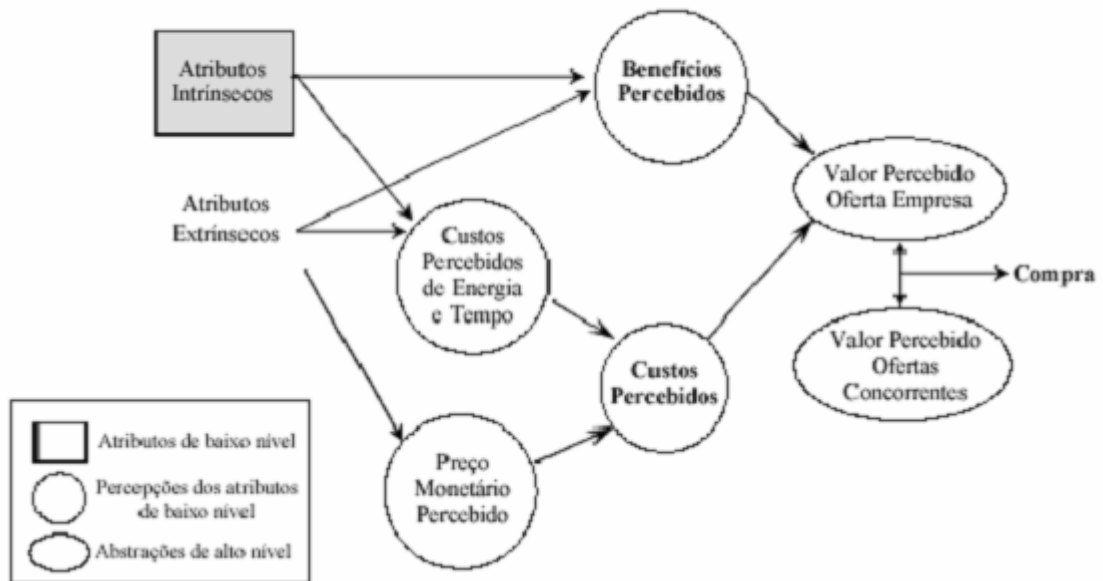 Atributos
Intrínsecos
Benefícios
Percebidos
Valor Percebido
Oferta Empresa
Atributos
Extrínsecos
Custos
Percebidos
de Energia
e Tempo
Compra
Valor Percebido
Ofertas
Concorrentes
Custos
Percebidos
Preço
Monetário
Percebido
Atributos de baixo nível
Percepções dos atributos
de baixo nível
Abstrações de alto nível